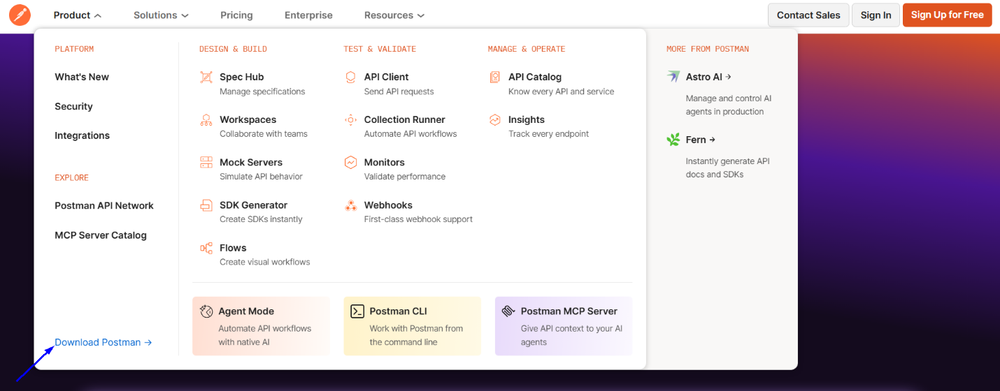 Product
Solutions
Pricing
Enterprise
Resources
Contact Sales
Sign In
Sign Up for Free
PLATFORM
What's New
Security
Integrations
EXPLORE
Postman API Network
MCP Server Catalog
Download Postman →
DESIGN & BUILD
Spec Hub
Manage specifications
Workspaces
Collaborate with teams
Mock Servers
Simulate API behavior
SDK Generator
Create SDKs instantly
Flows
Create visual workflows
TEST & VALIDATE
API Client
Send API requests
Collection Runner
Automate API workflows
Monitors
Validate performance
Webhooks
First-class webhook support
MANAGE & OPERATE
API Catalog
Know every API and service
Insights
Track every endpoint
Agent Mode
Automate API workflows
with native AI
Postman CLI
Work with Postman from
the command line
Postman MCP Server
Give API context to your AI
agents
MORE FROM POSTMAN
Astro AI →
Manage and control AI
agents in production
Fern →
Instantly generate API
docs and SDKs